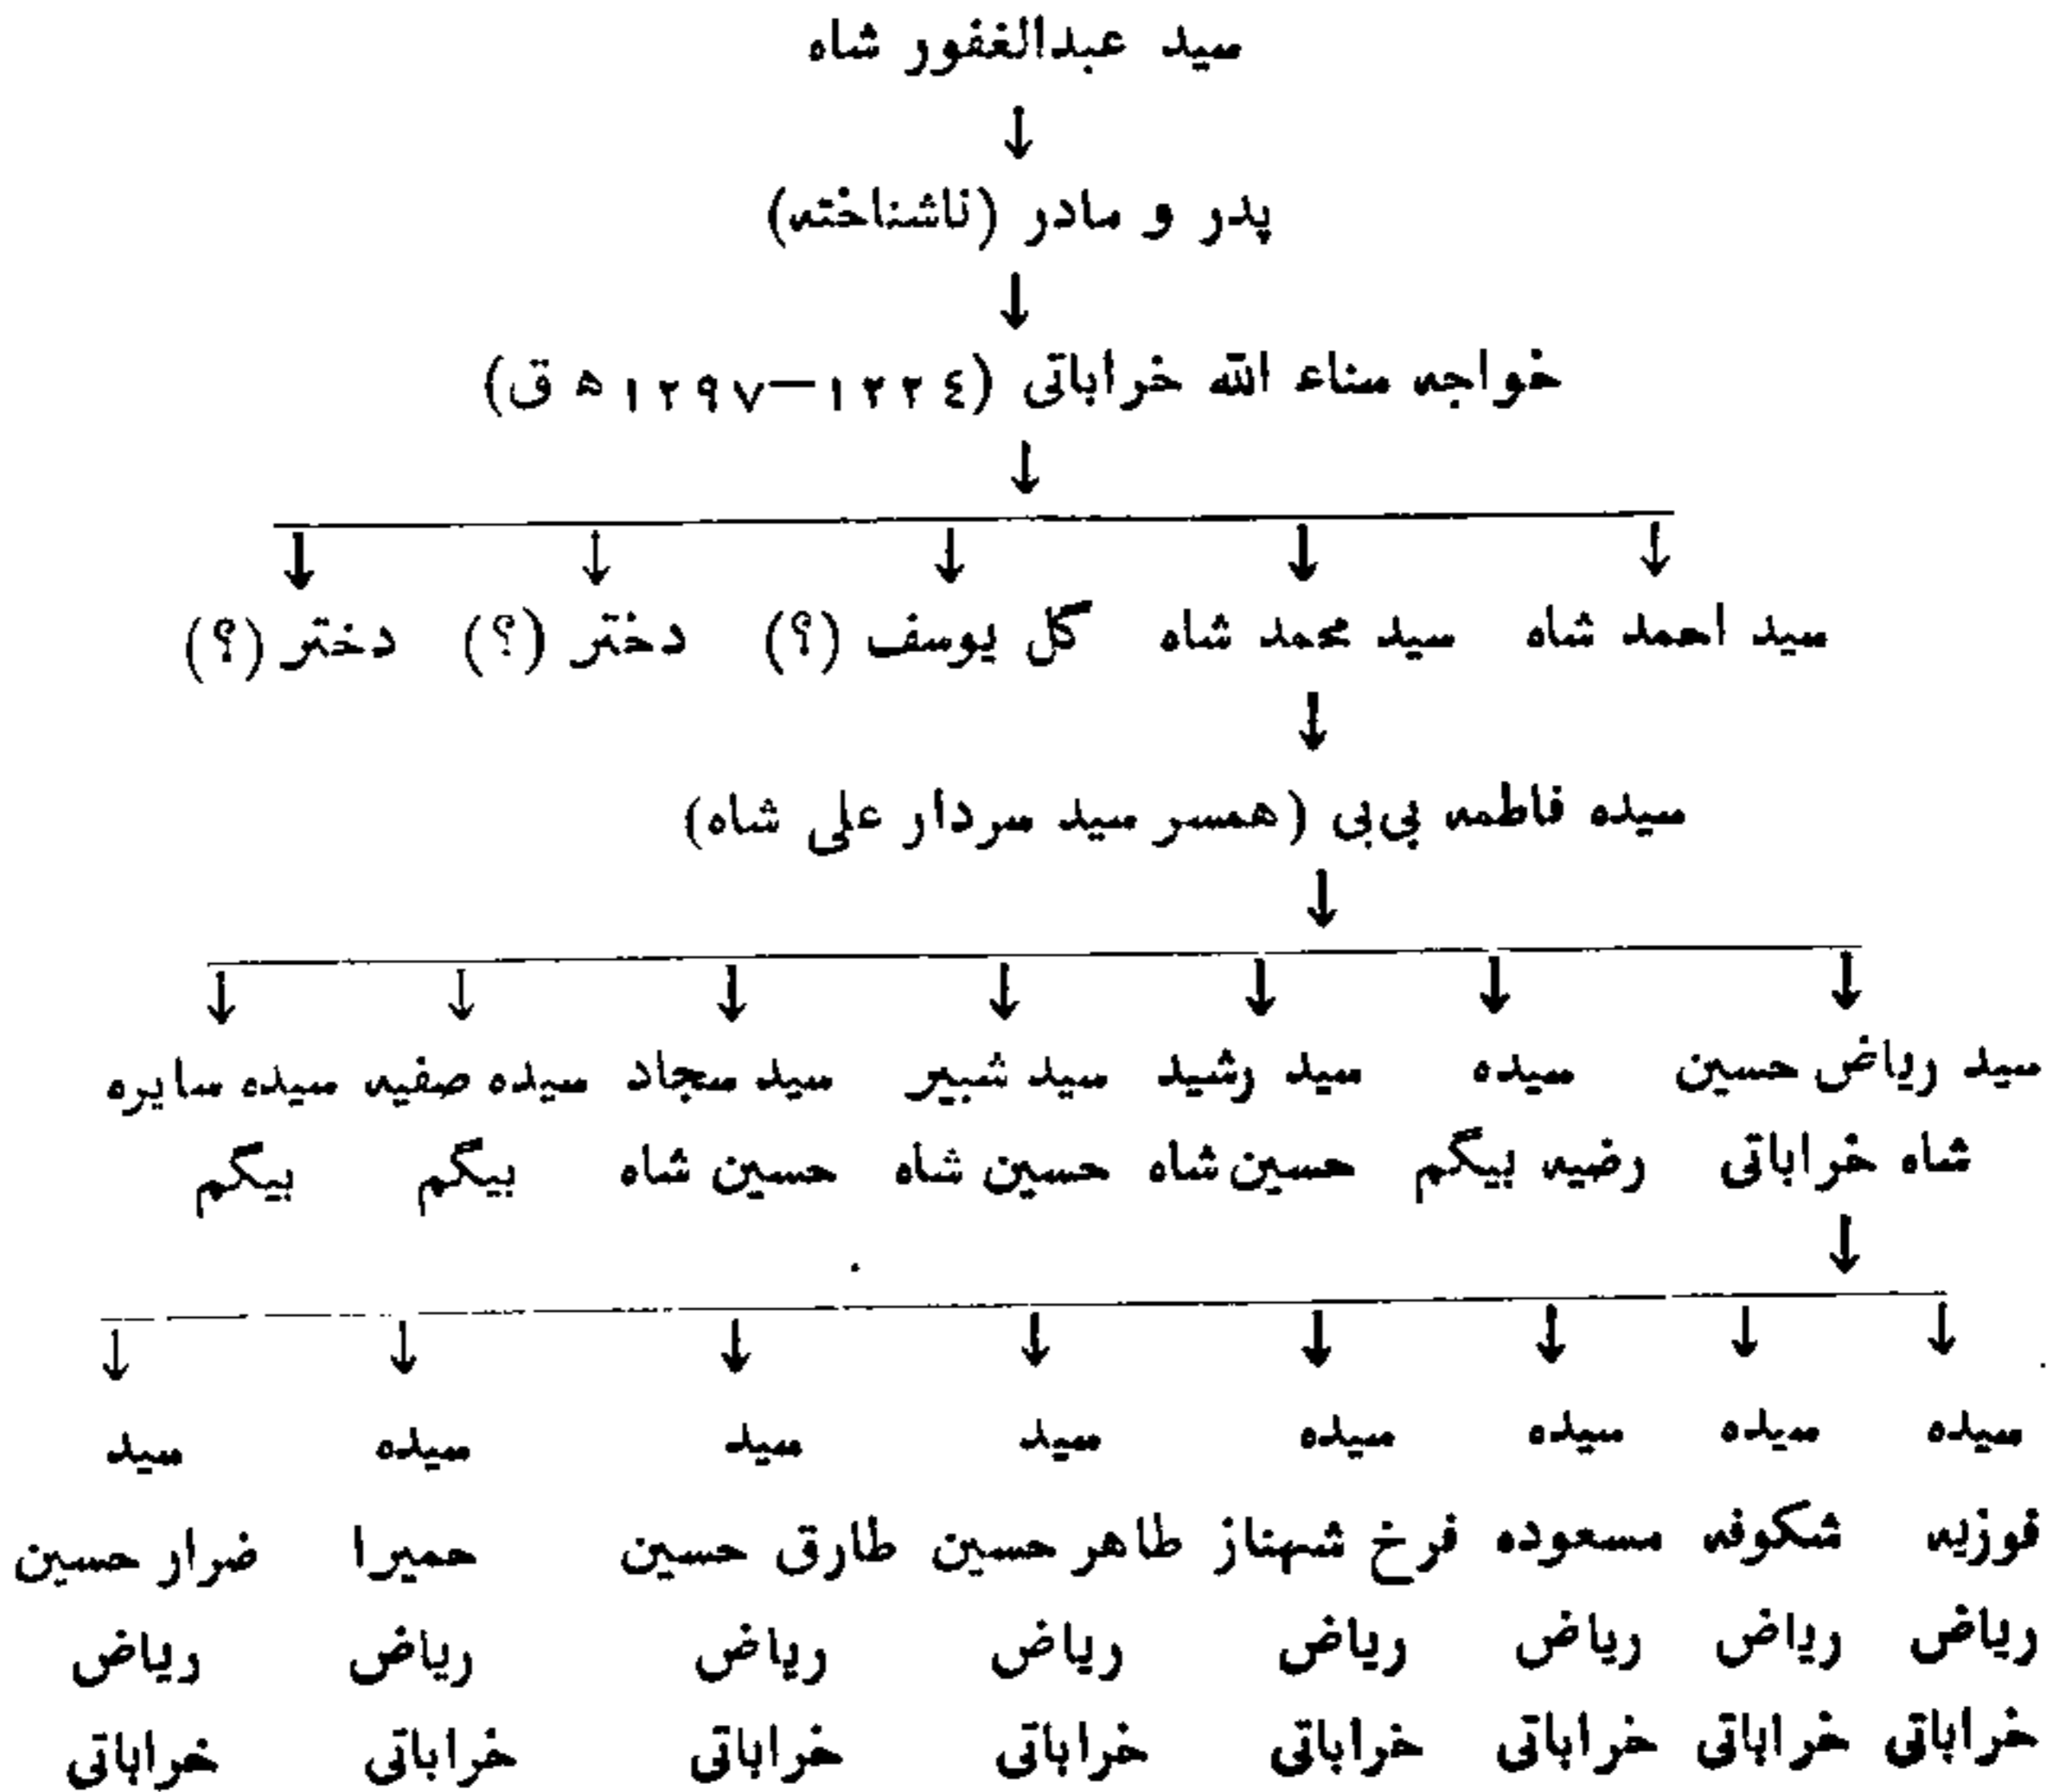 سید عبدالغفور شاه
پدر و مادر (ناشناخته)
خواجه سناء الله خراباتی (١٢٢٤—١٢٩٧ ه ق)
سید احمد شاه سید محمد شاه گل یوسف (؟) دختر (؟) دختر (؟)
سیده فاطمه بی‌بی (همسر سید سردار علی شاه)
سید ریاض حسین سیده سید رشید سید شبیر سید سجاد سیده صفیه سیده سایره
شاه خراباتی رضیه بیگم حسین شاه حسین شاه حسین شاه بیگم بیگم
سیده سیده سیده سیده سید سید سیده سید
فوزیه شکوفه مسعوده فرخ شهناز طاهر حسین طارق حسین حمیرا ضرار حسین
ریاض ریاض ریاض ریاض ریاض ریاض ریاض ریاض
خراباتی خراباتی خراباتی خراباتی خراباتی خراباتی خراباتی خراباتی